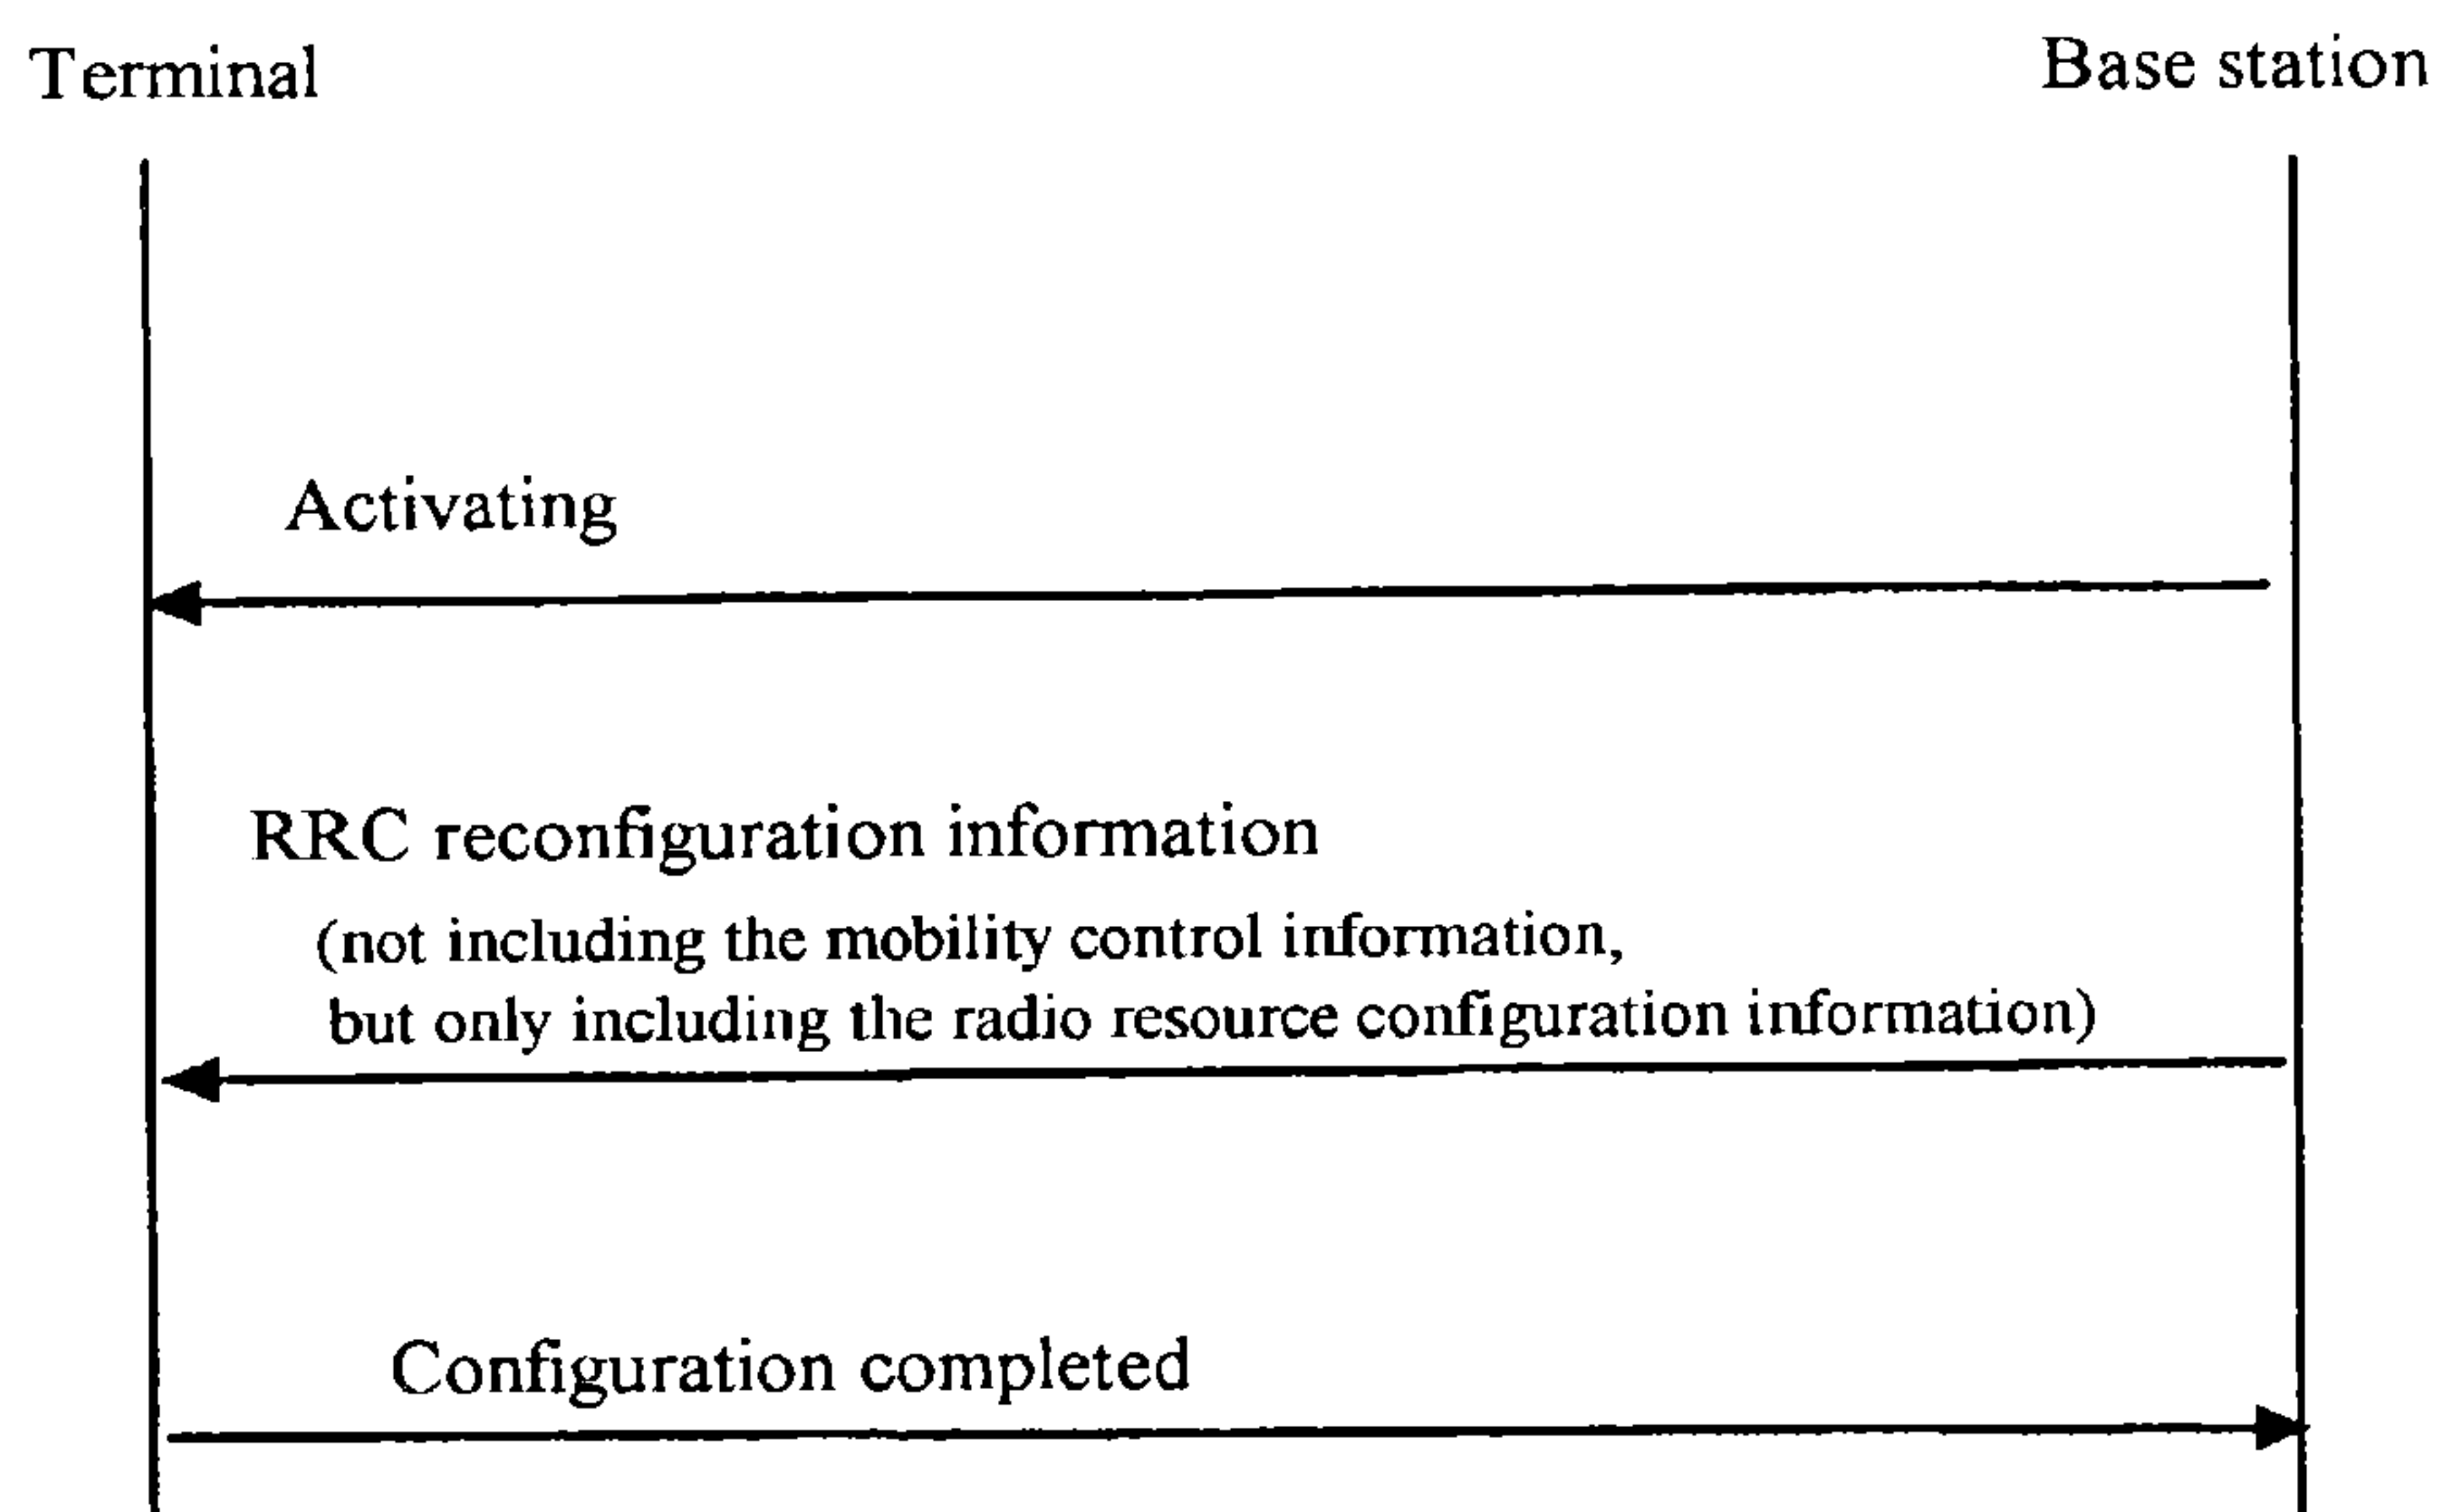 Terminal
Base station
Activating
RRC reconfiguration information
(not including the mobility control information,
but only including the radio resource configuration information)
Configuration completed